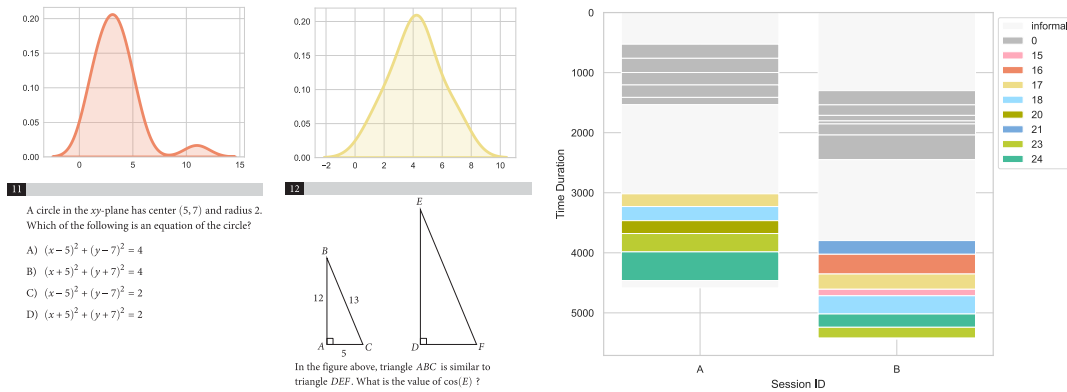 0.20
0.15
0.10
0.05
0.00
0
5
10
15
0.20
0.15
0.10
0.05
0.00
−2
0
2
4
6
8
10
11
A circle in the xy-plane has center (5, 7) and radius 2.
Which of the following is an equation of the circle?
A) (x − 5)² + (y − 7)² = 4
B) (x + 5)² + (y + 7)² = 4
C) (x − 5)² + (y − 7)² = 2
D) (x + 5)² + (y + 7)² = 2
12
E
B
12
13
A
5
C
D
F
In the figure above, triangle ABC is similar to
triangle DEF. What is the value of cos(E) ?
0
1000
2000
3000
4000
5000
Time Duration
A
B
Session ID
informal
0
15
16
17
18
20
21
23
24